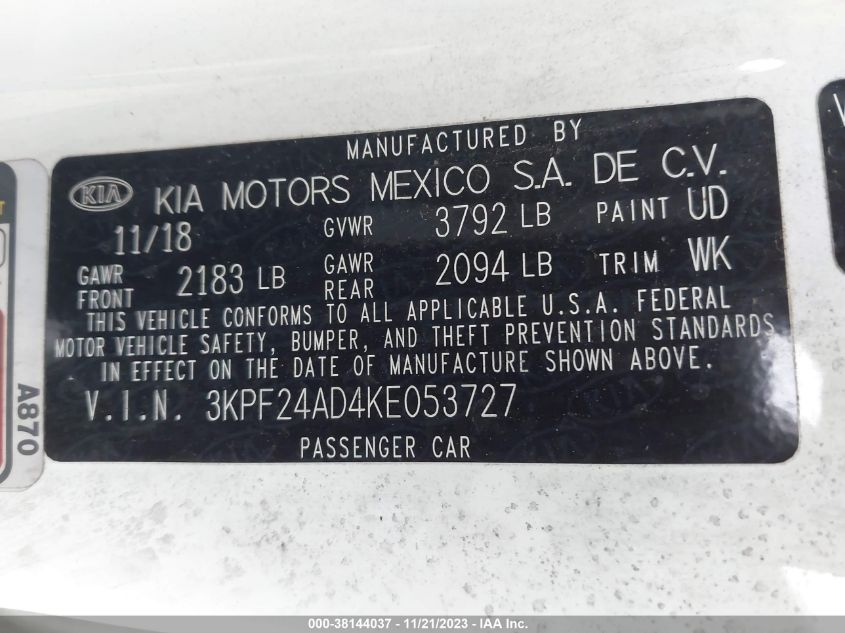 MANUFACTURED BY
KIA KIA MOTORS MEXICO S.A. DE C.V.
11/18 GVWR 3792 LB PAINT UD
GAWR FRONT 2183 LB GAWR REAR 2094 LB TRIM WK
THIS VEHICLE CONFORMS TO ALL APPLICABLE U.S.A. FEDERAL
MOTOR VEHICLE SAFETY, BUMPER, AND THEFT PREVENTION STANDARDS
IN EFFECT ON THE DATE OF MANUFACTURE SHOWN ABOVE.
V.I.N. 3KPF24AD4KE053727
PASSENGER CAR
A870
000-38144037 - 11/21/2023 - IAA Inc.